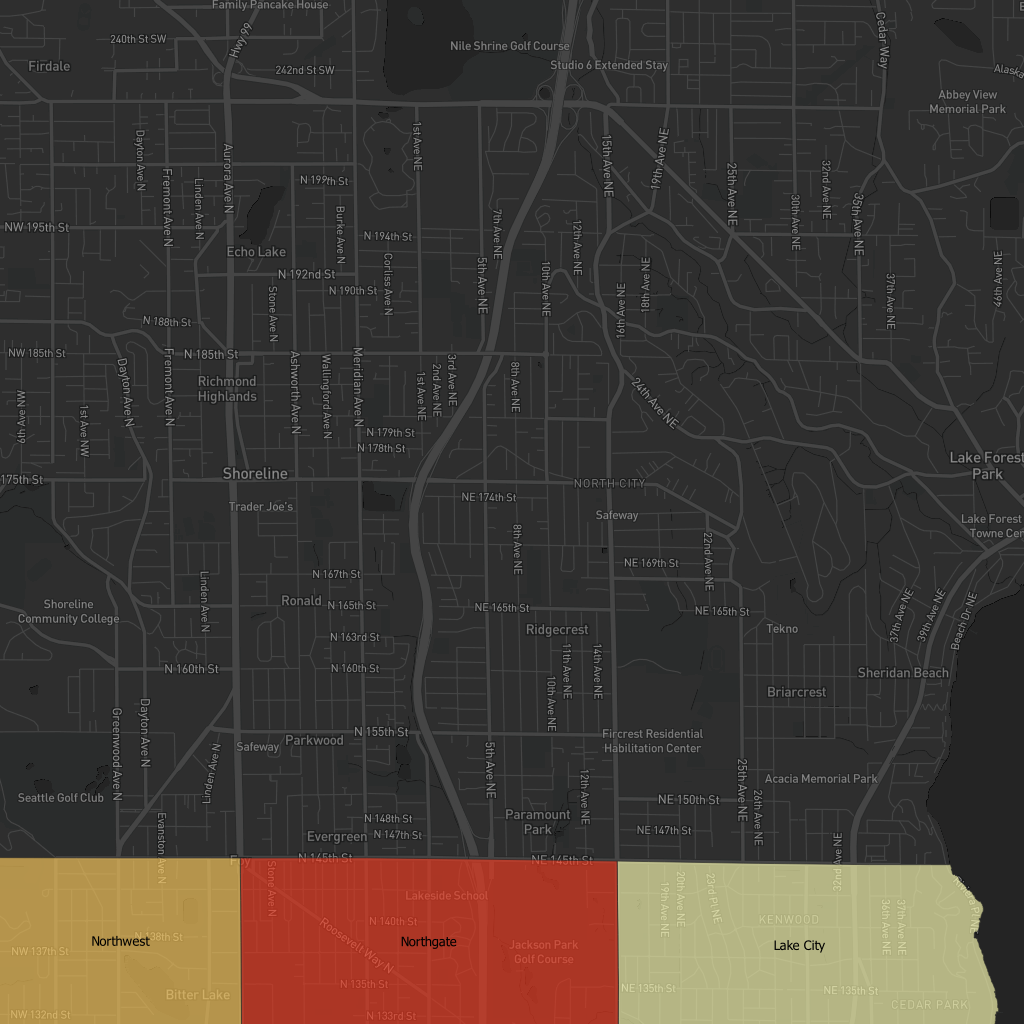 Family Pancake House
240th St SW
Hwy 99
Cedar Way
Nile Shrine Golf Course
Firdale
242nd St SW
Studio 6 Extended Stay
Alaska
Abbey View
Memorial Park
Dayton Ave N
Fremont Ave N
Linden Ave N
Aurora Ave N
N 199th St
Burke Ave N
1st Ave NE
15th Ave NE
19th Ave NE
25th Ave NE
30th Ave NE
32nd Ave NE
35th Ave NE
NW 195th St
N 194th St
7th Ave NE
12th Ave NE
Echo Lake
N 192nd St
N 190th St
Corliss Ave N
5th Ave NE
10th Ave NE
16th Ave NE
18th Ave NE
37th Ave NE
46th Ave NE
Stone Ave N
N 188th St
NW 185th St
N 185th St
Dayton Ave N
Fremont Ave N
Richmond
Highlands
Ashworth Ave N
Wallingford Ave N
Meridian Ave N
1st Ave NE
2nd Ave NE
3rd Ave NE
8th Ave NE
24th Ave NE
6th Ave NW
1st Ave NW
N 179th St
N 178th St
175th St
Shoreline
NORTH CITY
Lake Forest
Park
NE 174th St
Trader Joe's
Safeway
Lake Forest
Towne Cen
8th Ave NE
22nd Ave NE
NE 169th St
N 167th St
Linden Ave N
Ronald
N 165th St
NE 165th St
NE 165th St
Shoreline
Community College
37th Ave NE
39th Ave NE
Beach Dr NE
Ridgecrest
Tekno
N 163rd St
N 160th St
N 160th St
11th Ave NE
14th Ave NE
10th Ave NE
Sheridan Beach
Briarcrest
Greenwood Ave N
Dayton Ave N
N 155th St
Parkwood
Safeway
Linden Ave N
Fircrest Residential
Habilitation Center
5th Ave NE
12th Ave NE
25th Ave NE
26th Ave NE
Acacia Memorial Park
Seattle Golf Club
NE 150th St
Evanston Ave N
N 148th St
N 147th St
Evergreen
Paramount
Park
NE 147th St
32nd Ave NE
N 145th St
NE 145th St
Stone Ave N
Lakeside School
19th Ave NE
20th Ave NE
23rd Pl NE
36th Ave NE
37th Ave NE
Riviera Pl NE
N 140th St
KENWOOD
N 138th St
Northwest
Northgate
Lake City
NW 137th St
Roosevelt Way N
Jackson Park
Golf Course
N 135th St
NE 135th St
NE 135th St
Bitter Lake
CEDAR PARK
NW 132nd St
N 133rd St